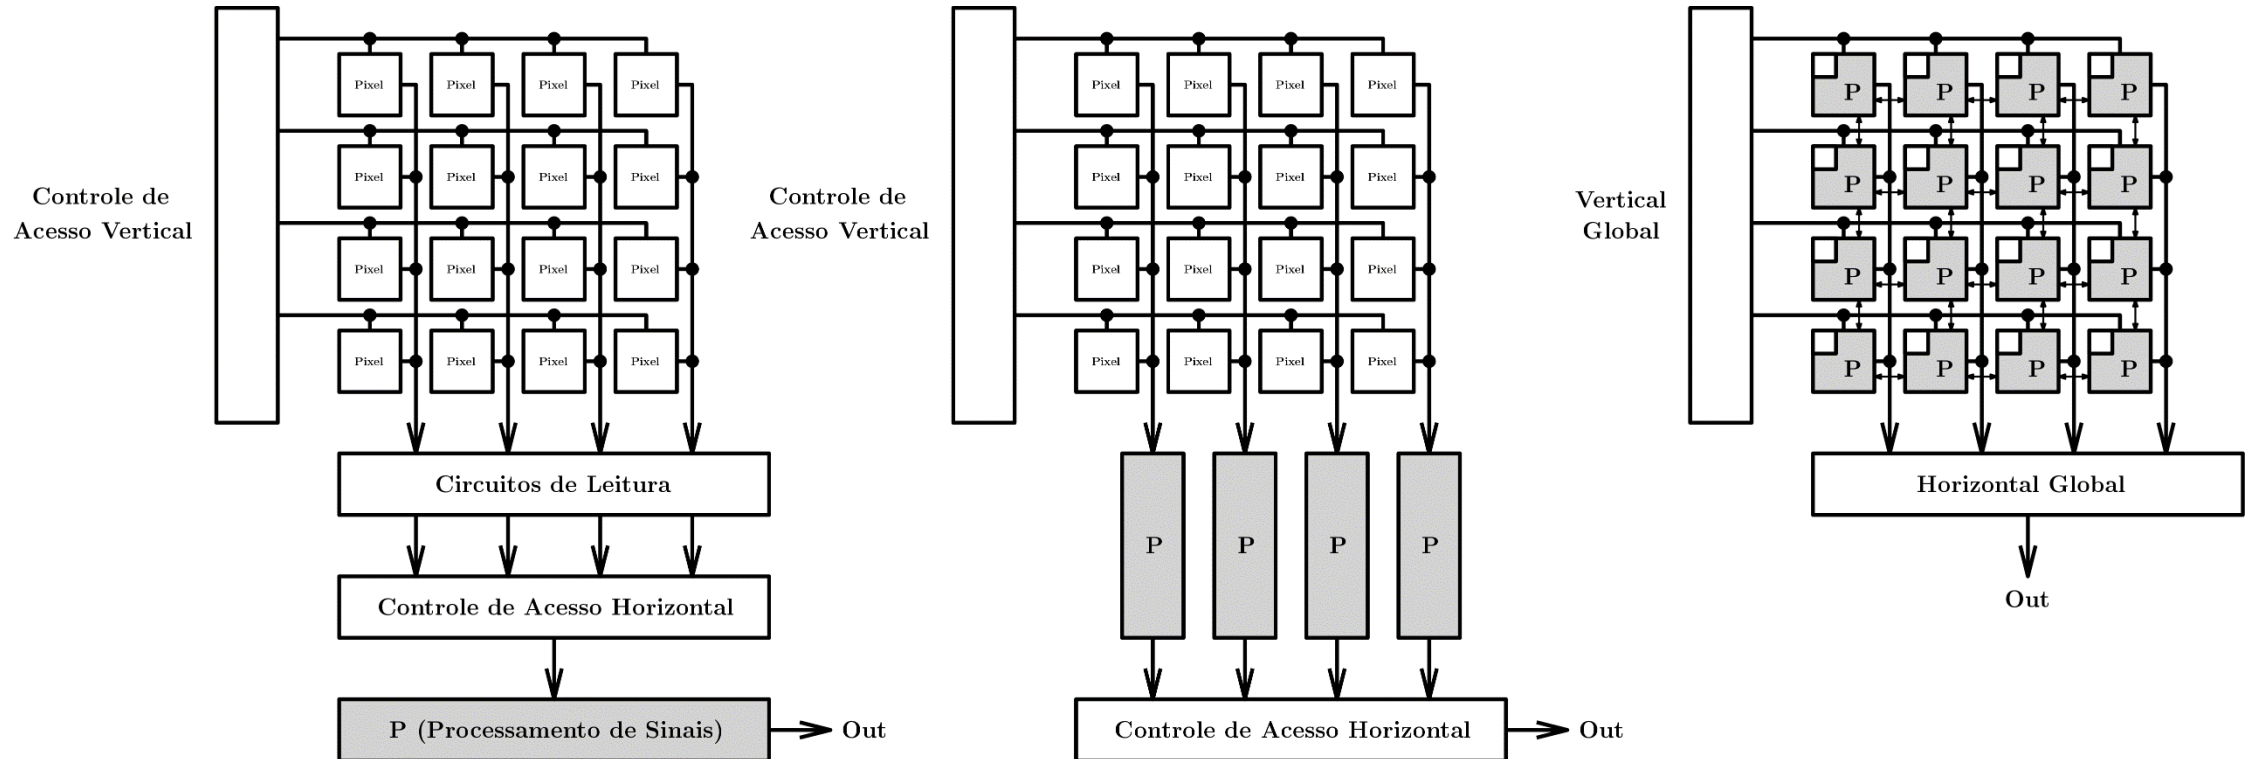 Controle de
Acesso Vertical
Pixel Pixel Pixel Pixel
Pixel Pixel Pixel Pixel
Pixel Pixel Pixel Pixel
Pixel Pixel Pixel Pixel
Circuitos de Leitura
Controle de Acesso Horizontal
P (Processamento de Sinais)
Out
Controle de
Acesso Vertical
Pixel Pixel Pixel Pixel
Pixel Pixel Pixel Pixel
Pixel Pixel Pixel Pixel
Pixel Pixel Pixel Pixel
P P P P
Controle de Acesso Horizontal
Out
Vertical
Global
P P P P
P P P P
P P P P
P P P P
Horizontal Global
Out